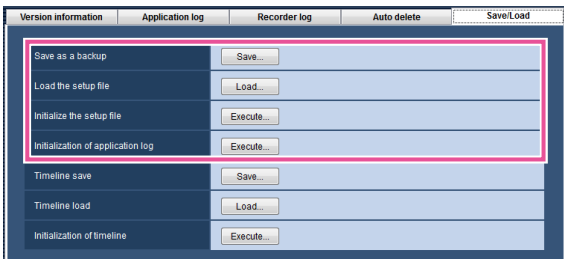 Version information Application log Recorder log Auto delete Save/Load
Save as a backup Save...
Load the setup file Load...
Initialize the setup file Execute...
Initialization of application log Execute...
Timeline save Save...
Timeline load Load...
Initialization of timeline Execute...